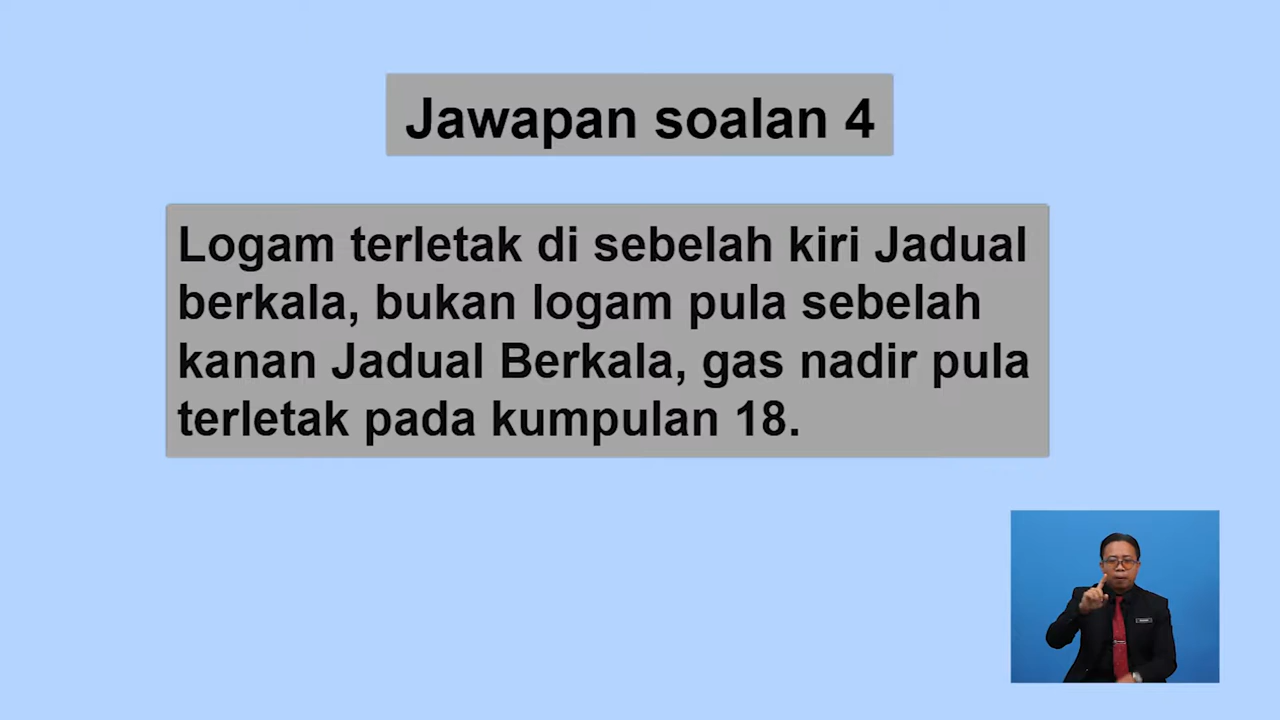 Jawapan soalan 4
Logam terletak di sebelah kiri Jadual
berkala, bukan logam pula sebelah
kanan Jadual Berkala, gas nadir pula
terletak pada kumpulan 18.